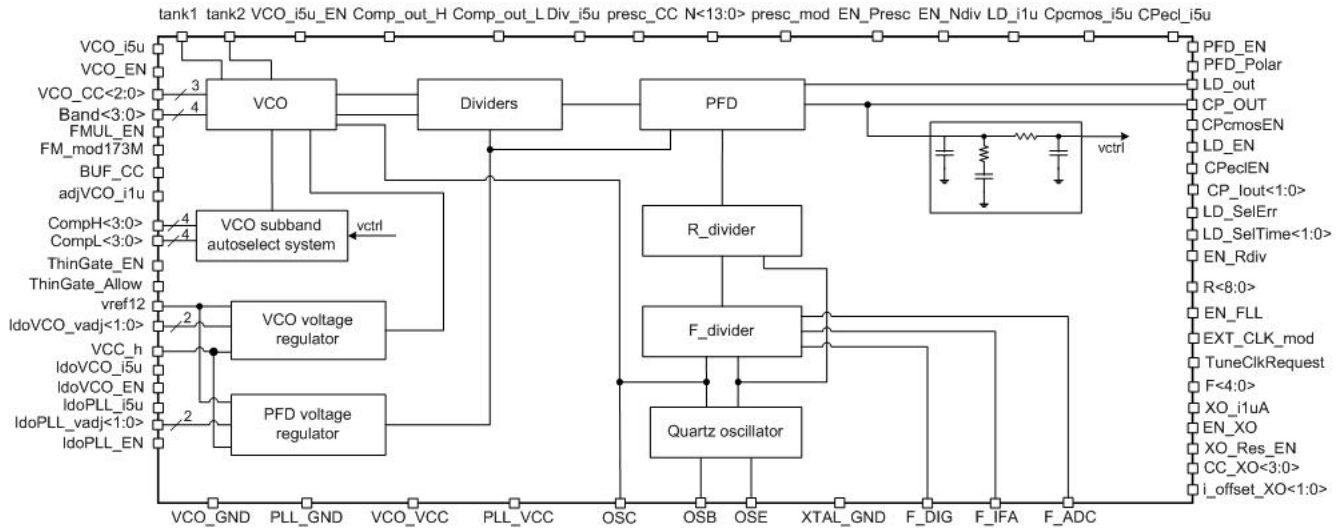 tank1 tank2 VCO_i5u_EN Comp_out_H Comp_out_L Div_i5u presc_CC N<13:0> presc_mod EN_Presc EN_Ndiv LD_i1u Cpcmos_i5u CPecl_i5u
VCO_i5u
VCO_EN
VCO_CC<2:0>
3
Band<3:0>
4
FMUL_EN
FM_mod173M
BUF_CC
adjVCO_i1u
CompH<3:0>
4
CompL<3:0>
4
ThinGate_EN
ThinGate_Allow
vref12
ldoVCO_vadj<1:0>
2
VCC_h
ldoVCO_i5u
ldoVCO_EN
ldoPLL_i5u
ldoPLL_vadj<1:0>
2
ldoPLL_EN
VCO
Dividers
PFD
vctrl
VCO subband
autoselect system
vctrl
R_divider
VCO voltage
regulator
F_divider
PFD voltage
regulator
Quartz oscillator
PFD_EN
PFD_Polar
LD_out
CP_OUT
CPcmosEN
LD_EN
CPeclEN
CP_Iout<1:0>
LD_SelErr
LD_SelTime<1:0>
EN_Rdiv
R<8:0>
EN_FLL
EXT_CLK_mod
TuneClkRequest
F<4:0>
XO_i1uA
EN_XO
XO_Res_EN
CC_XO<3:0>
i_offset_XO<1:0>
VCO_GND PLL_GND VCO_VCC PLL_VCC OSC OSB OSE XTAL_GND F_DIG F_IFA F_ADC